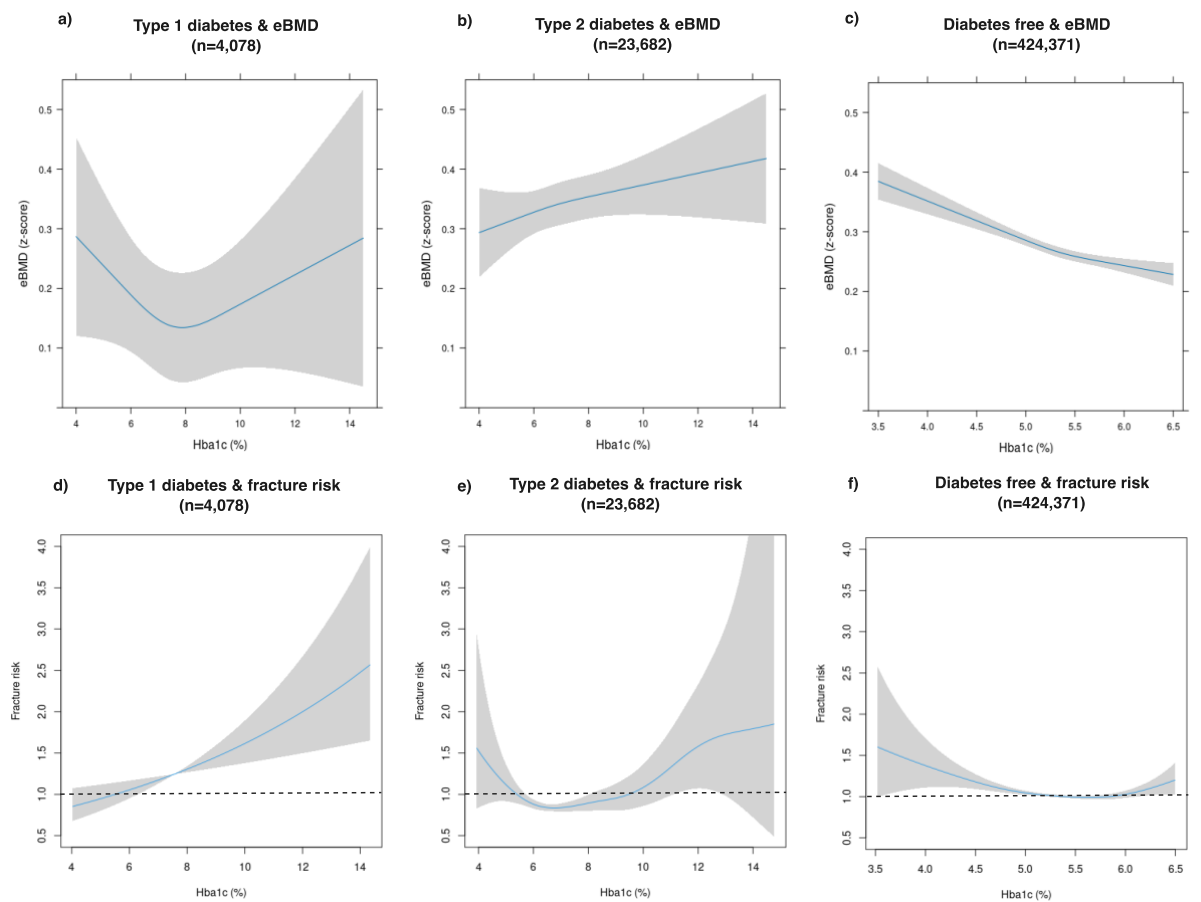 a)
Type 1 diabetes & eBMD
(n=4,078)
b)
Type 2 diabetes & eBMD
(n=23,682)
c)
Diabetes free & eBMD
(n=424,371)
eBMD (z-score)
0.5
0.4
0.3
0.2
0.1
4 6 8 10 12 14
Hba1c (%)
eBMD (z-score)
0.5
0.4
0.3
0.2
0.1
4 6 8 10 12 14
Hba1c (%)
eBMD (z-score)
0.5
0.4
0.3
0.2
0.1
3.5 4.0 4.5 5.0 5.5 6.0 6.5
Hba1c (%)
d)
Type 1 diabetes & fracture risk
(n=4,078)
e)
Type 2 diabetes & fracture risk
(n=23,682)
f)
Diabetes free & fracture risk
(n=424,371)
Fracture risk
4.0
3.5
3.0
2.5
2.0
1.5
1.0
0.5
4 6 8 10 12 14
Hba1c (%)
Fracture risk
4.0
3.5
3.0
2.5
2.0
1.5
1.0
0.5
4 6 8 10 12 14
Hba1c (%)
Fracture risk
4.0
3.5
3.0
2.5
2.0
1.5
1.0
0.5
3.5 4.0 4.5 5.0 5.5 6.0 6.5
Hba1c (%)